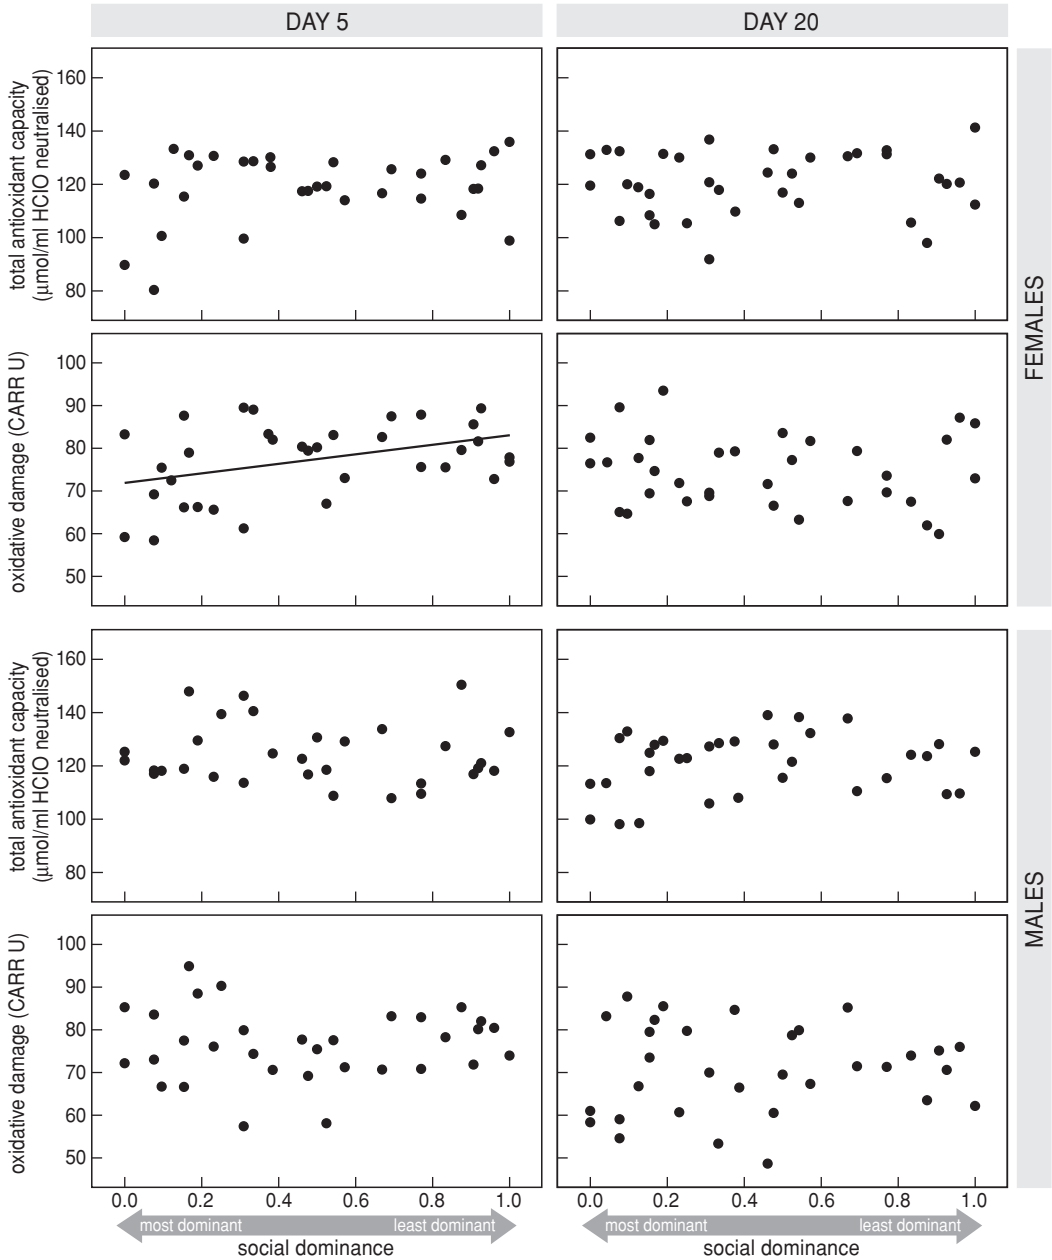 DAY 5
DAY 20
total antioxidant capacity
(µmol/ml HClO neutralised)
160
140
120
100
80
oxidative damage (CARR U)
100
90
80
70
60
50
FEMALES
total antioxidant capacity
(µmol/ml HClO neutralised)
160
140
120
100
80
oxidative damage (CARR U)
100
90
80
70
60
50
MALES
0.0 0.2 0.4 0.6 0.8 1.0
0.0 0.2 0.4 0.6 0.8 1.0
most dominant least dominant
most dominant least dominant
social dominance
social dominance